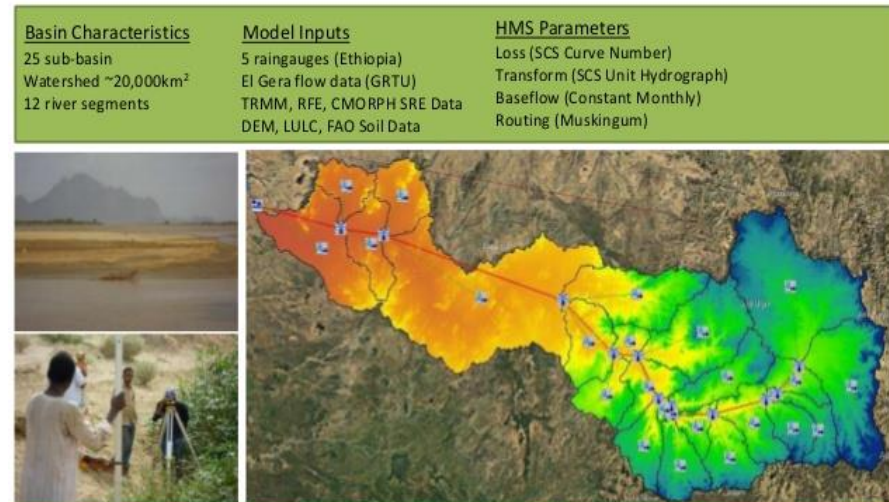 Basin Characteristics
25 sub-basin
Watershed ~20,000km²
12 river segments
Model Inputs
5 raingauges (Ethiopia)
El Gera flow data (GRTU)
TRMM, RFE, CMORPH SRE Data
DEM, LULC, FAO Soil Data
HMS Parameters
Loss (SCS Curve Number)
Transform (SCS Unit Hydrograph)
Baseflow (Constant Monthly)
Routing (Muskingum)